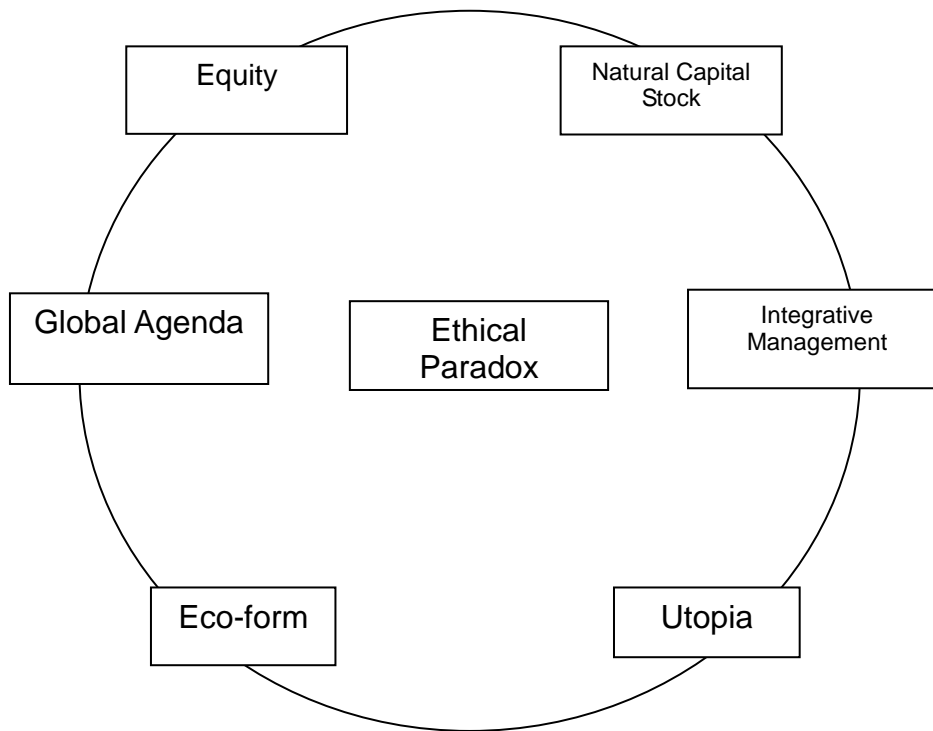 Equity
Natural Capital
Stock
Global Agenda
Ethical
Paradox
Integrative
Management
Eco-form
Utopia